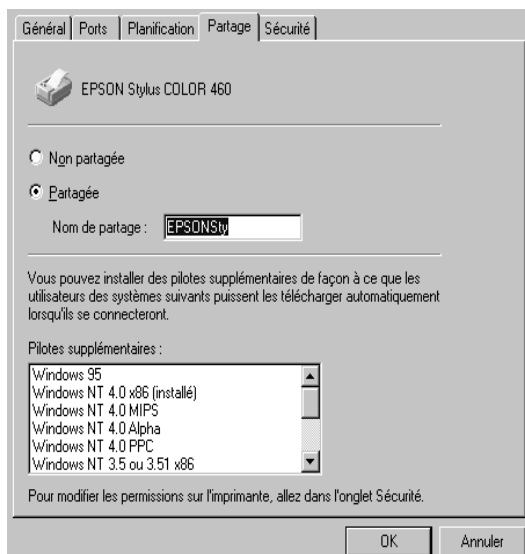 Général Ports Planification Partage Sécurité
EPSON Stylus COLOR 460
Non partagée
Partagée
Nom de partage : EPSONSty
Vous pouvez installer des pilotes supplémentaires de façon à ce que les
utilisateurs des systèmes suivants puissent les télécharger automatiquement
lorsqu'ils se connecteront.
Pilotes supplémentaires :
Windows 95
Windows NT 4.0 x86 (installé)
Windows NT 4.0 MIPS
Windows NT 4.0 Alpha
Windows NT 4.0 PPC
Windows NT 3.5 ou 3.51 x86
Pour modifier les permissions sur l'imprimante, allez dans l'onglet Sécurité.
OK Annuler